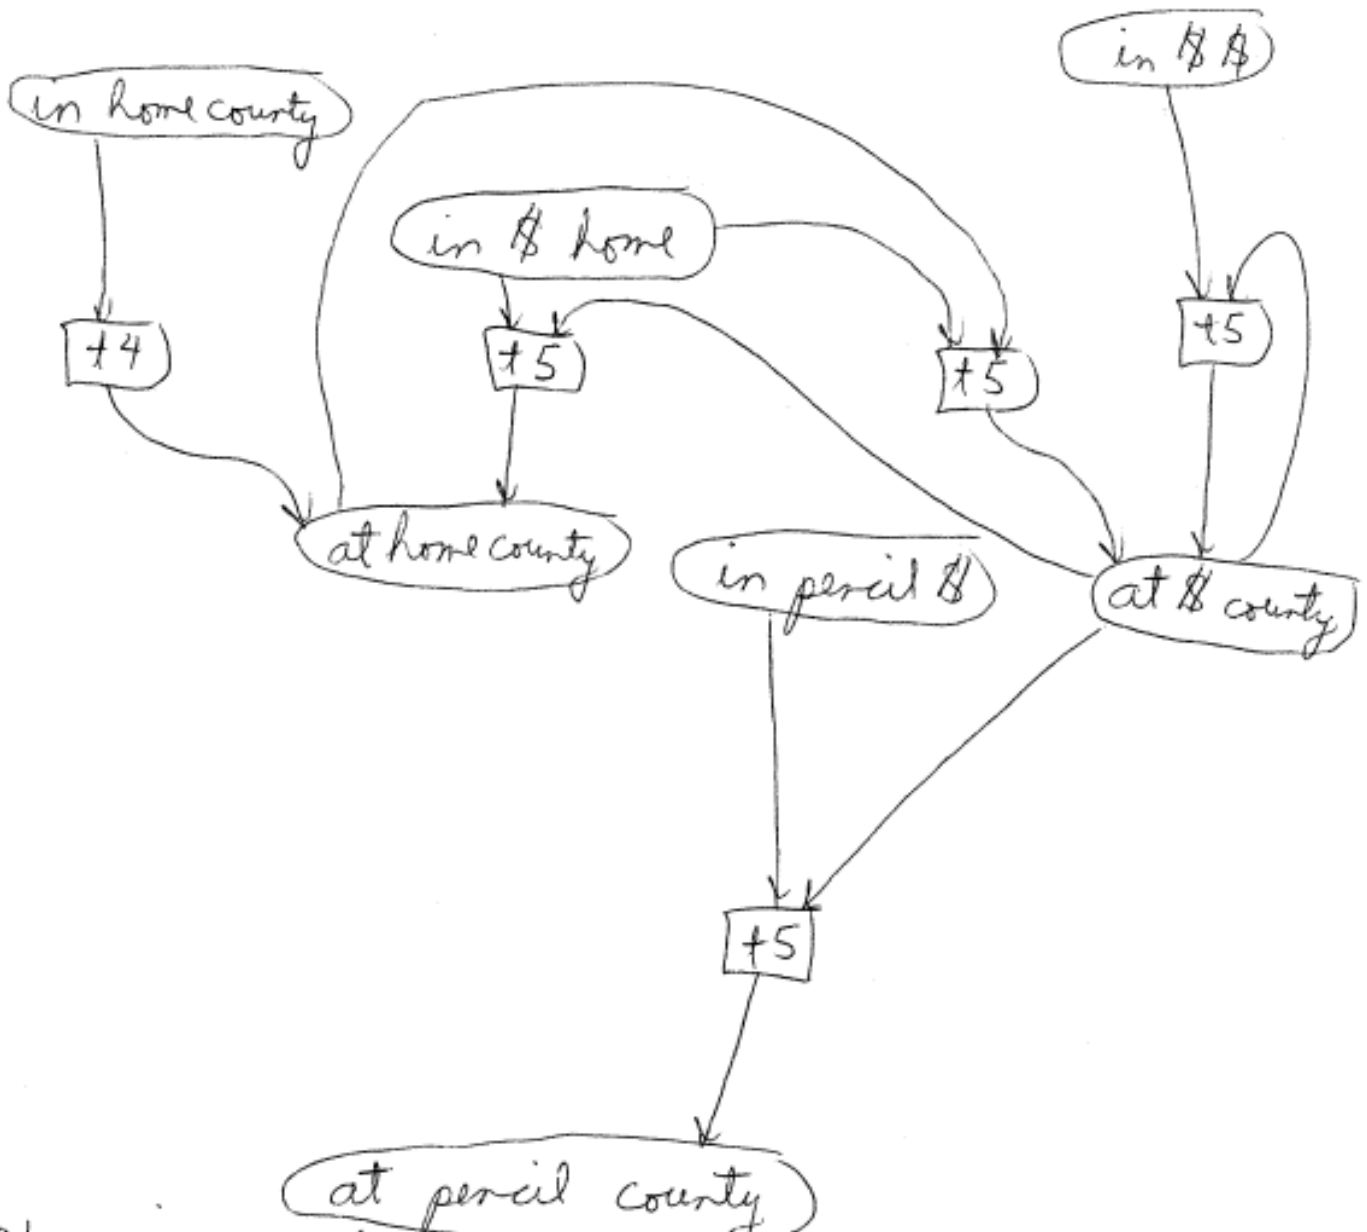 in $ $
in home county
in $ home
t5
t4
t5
t5
at home county
in pencil $
at $ county
t5
at pencil county